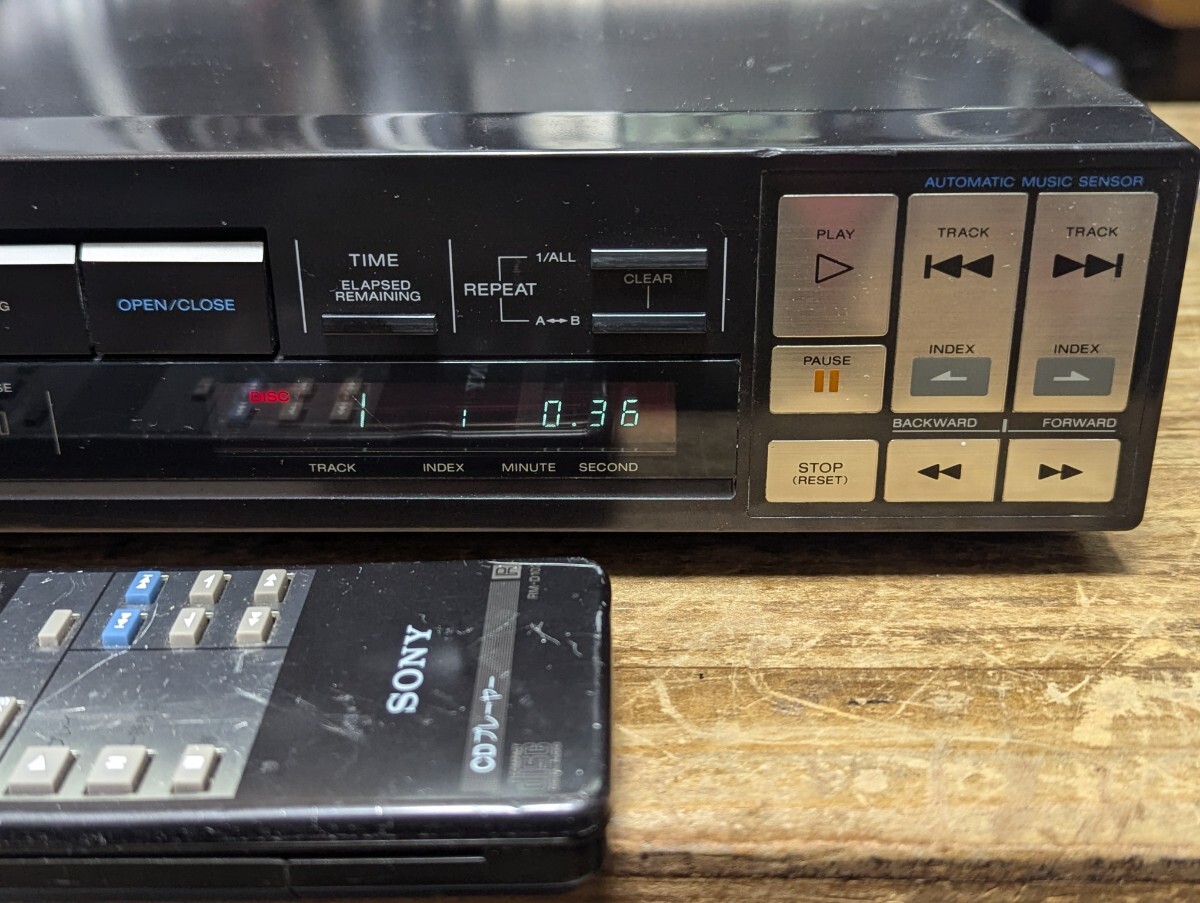 AUTOMATIC MUSIC SENSOR
PLAY
TRACK
TRACK
TIME
ELAPSED
REMAINING
REPEAT
1/ALL
CLEAR
A↔B
OPEN/CLOSE
G
INDEX
INDEX
PAUSE
SE
DISC
1
1
0.36
BACKWARD
FORWARD
TRACK
INDEX
MINUTE
SECOND
STOP
(RESET)
SONY
CDプレーヤー